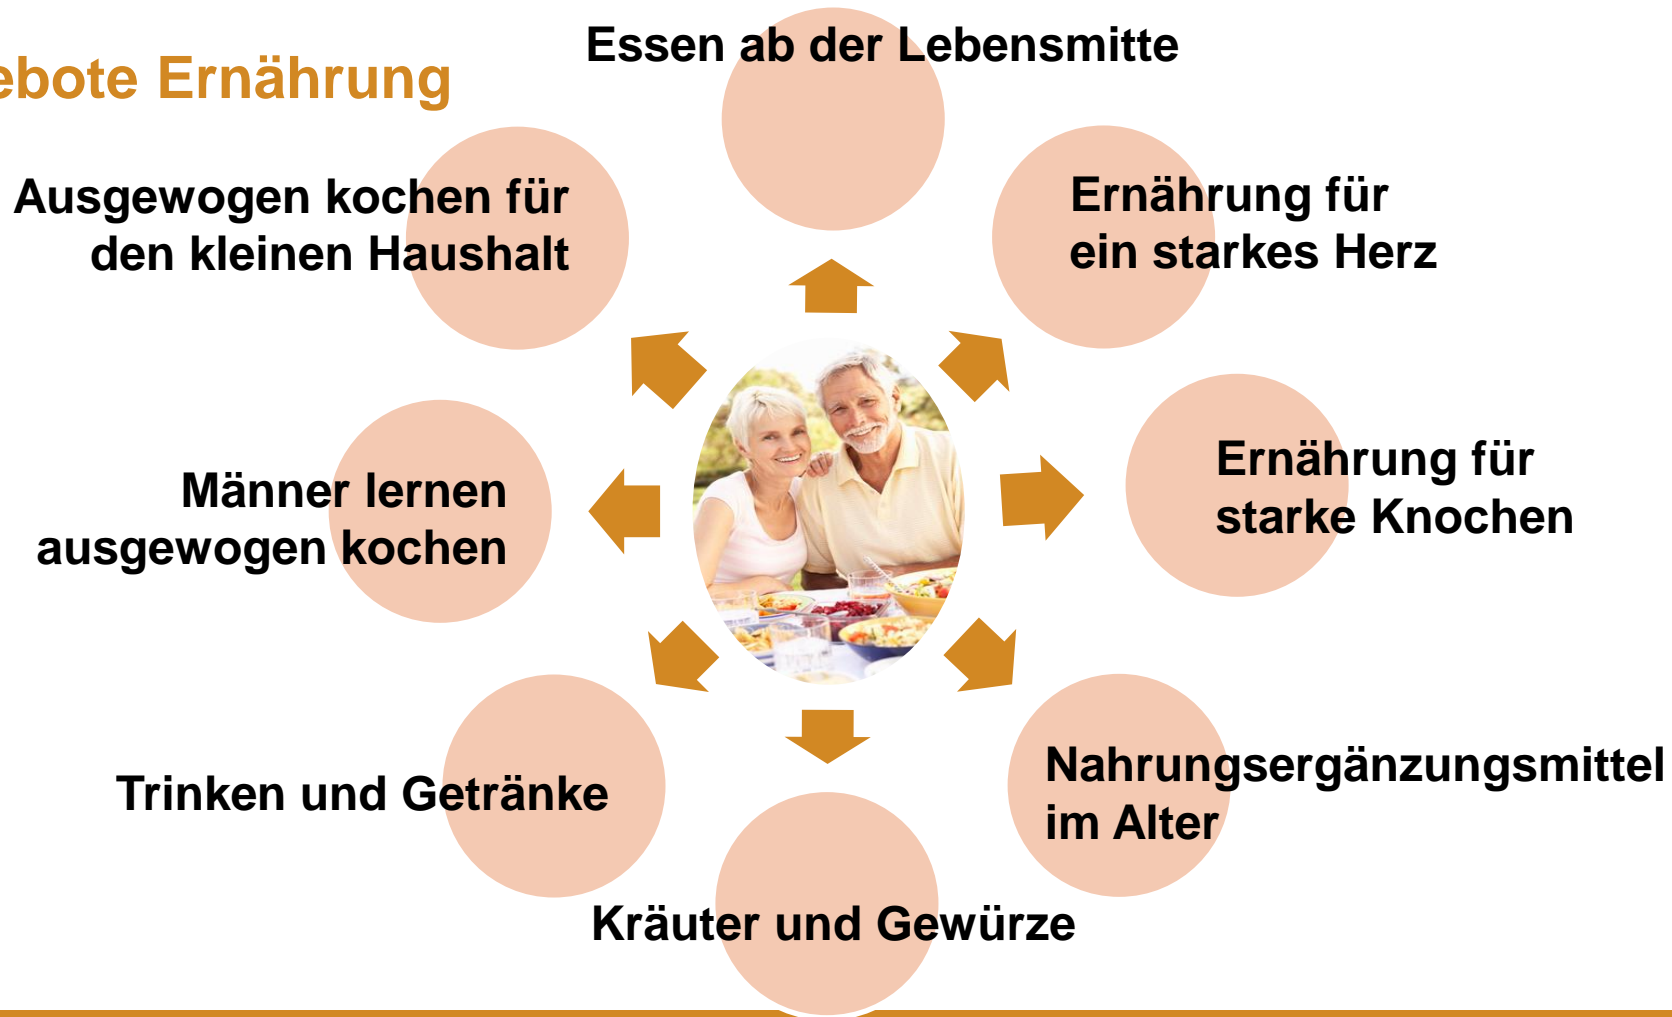 ebote Ernährung
Essen ab der Lebensmitte
Ausgewogen kochen für
den kleinen Haushalt
Ernährung für
ein starkes Herz
Männer lernen
ausgewogen kochen
Ernährung für
starke Knochen
Trinken und Getränke
Nahrungsergänzungsmittel
im Alter
Kräuter und Gewürze